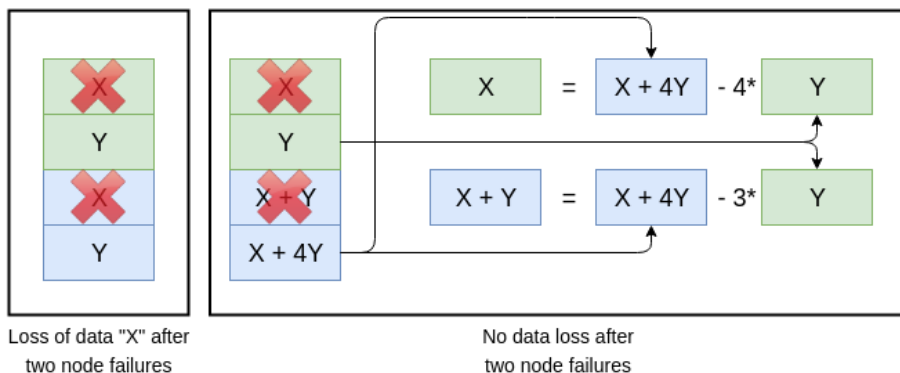 X
Y
X
Y
Loss of data "X" after
two node failures
X
Y
X + Y
X + 4Y
X = X + 4Y - 4* Y
X + Y = X + 4Y - 3* Y
No data loss after
two node failures